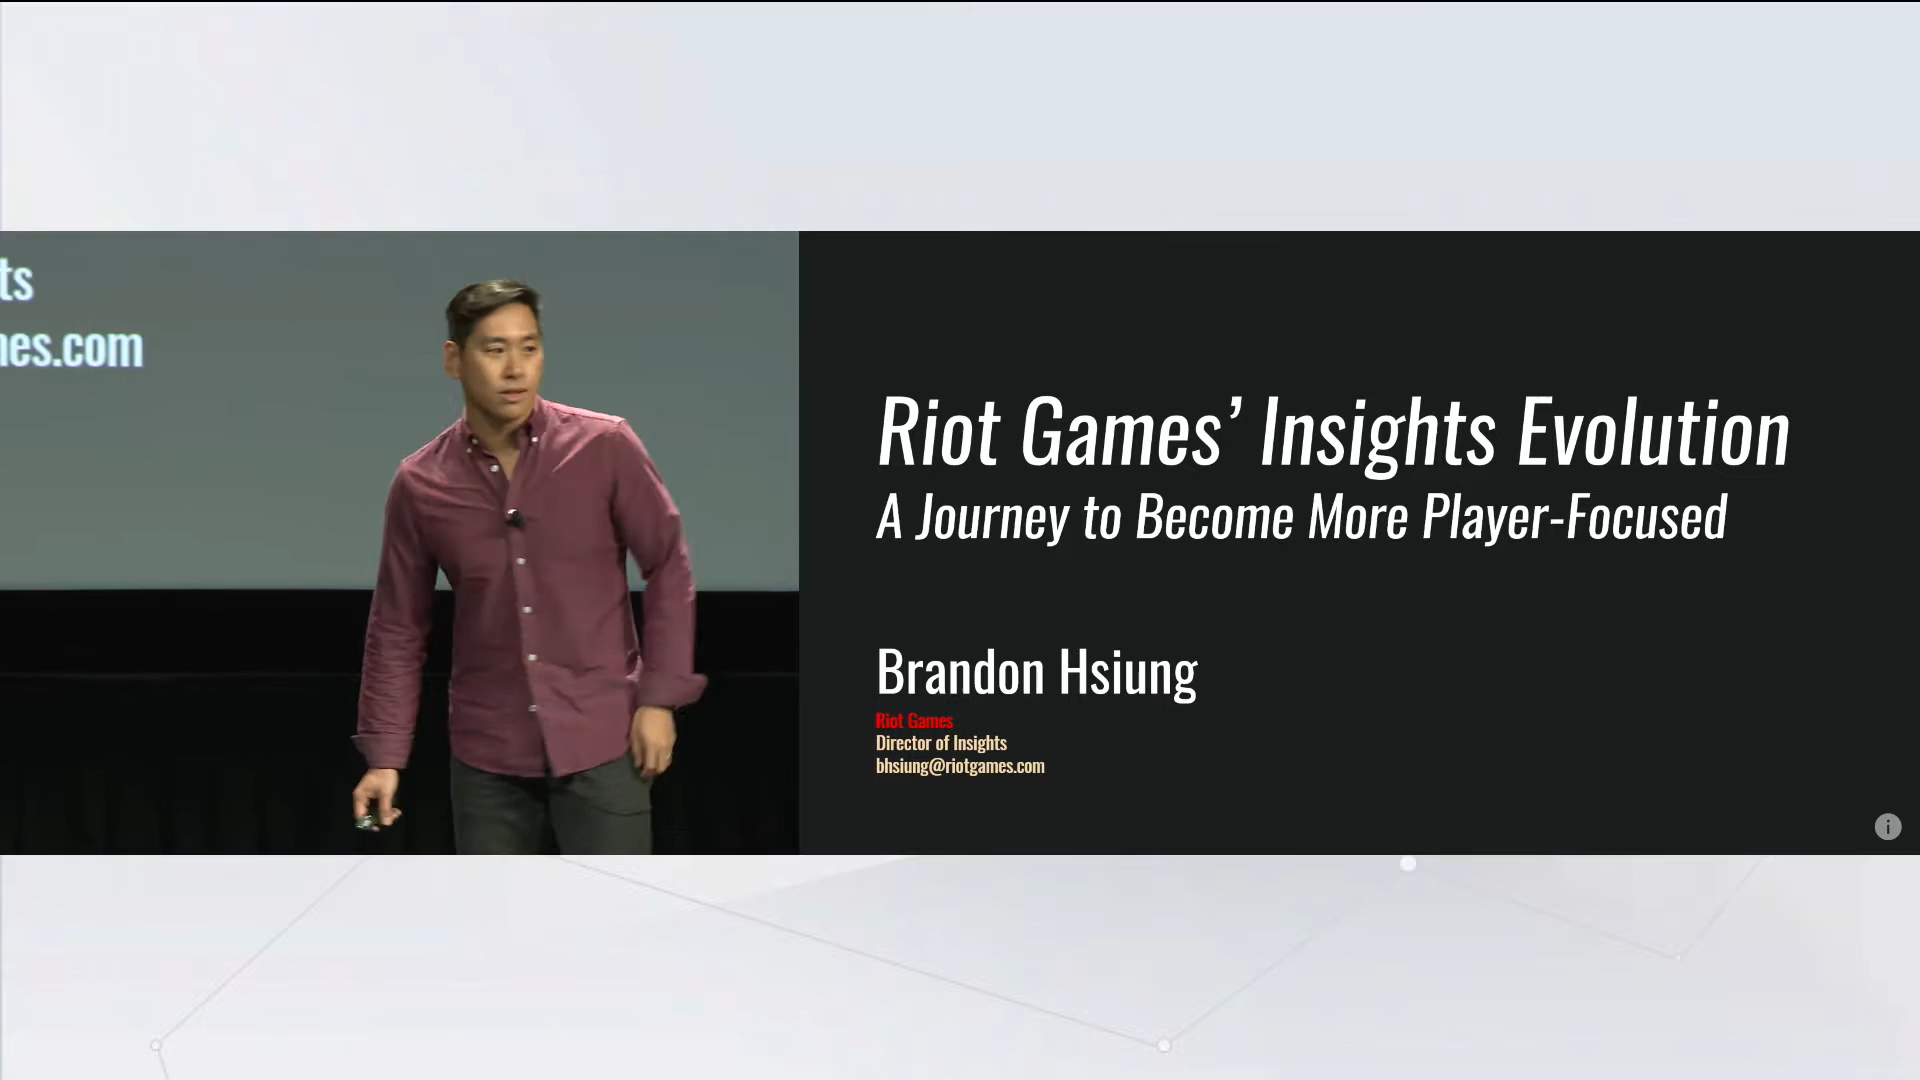 ts
nes.com
Riot Games’ Insights Evolution
A Journey to Become More Player-Focused
Brandon Hsiung
Riot Games
Director of Insights
bhsiung@riotgames.com
i